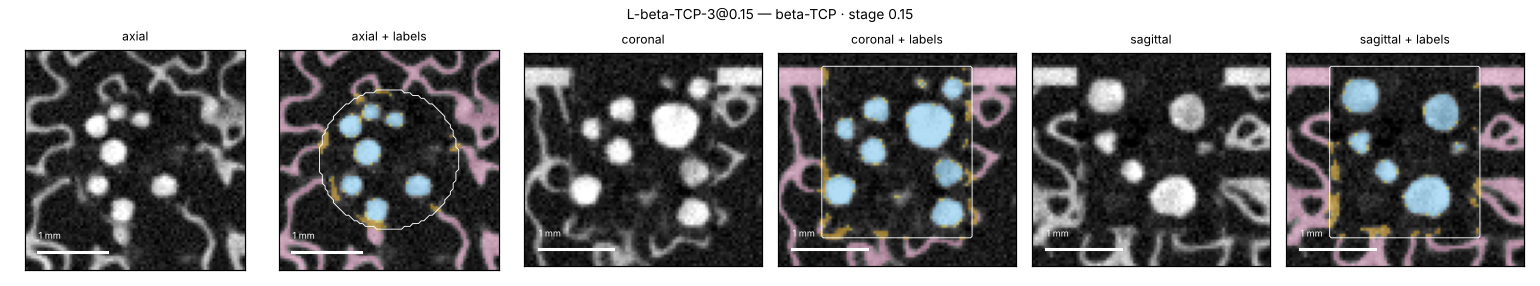 L-beta-TCP-3@0.15 — beta-TCP · stage 0.15
axial
axial + labels
coronal
coronal + labels
sagittal
sagittal + labels
1 mm
1 mm
1 mm
1 mm
1 mm
1 mm